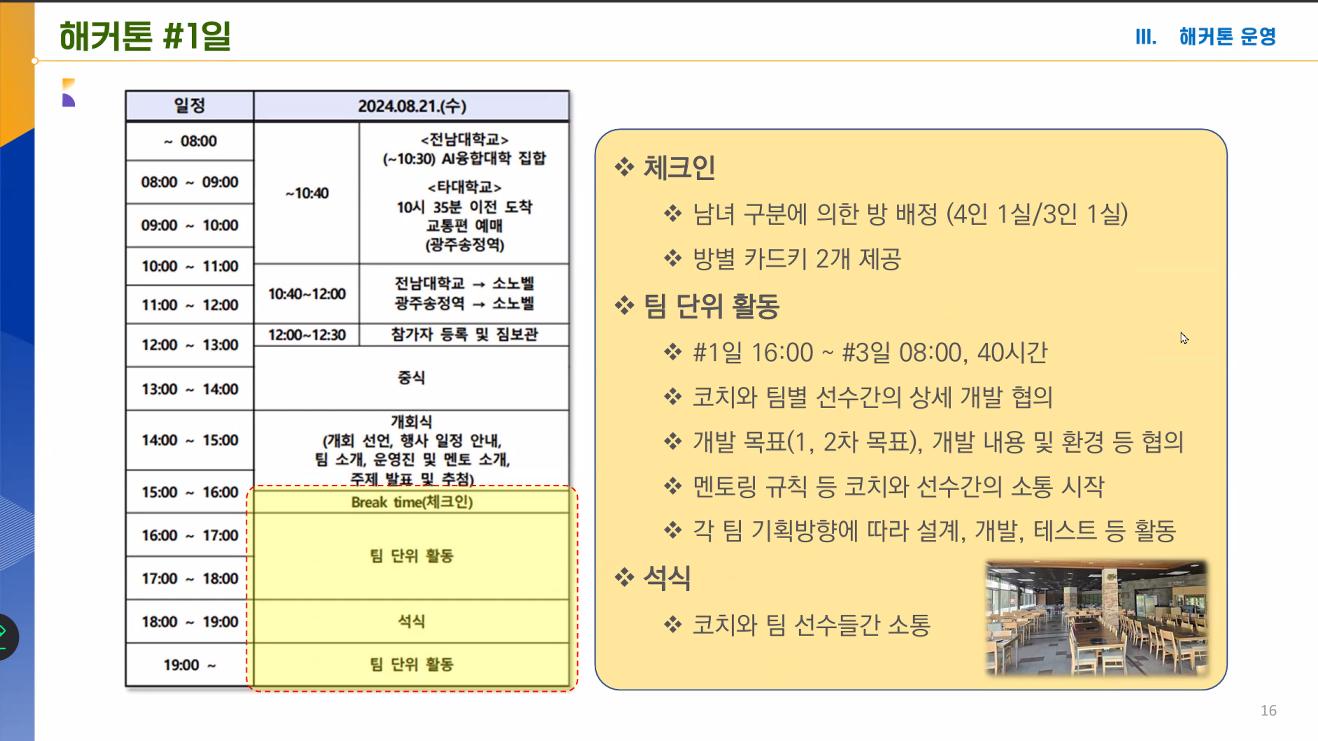 해커톤 #1일
III. 해커톤 운영
일정
2024.08.21.(수)
~ 08:00
08:00 ~ 09:00
09:00 ~ 10:00
10:00 ~ 11:00
11:00 ~ 12:00
12:00 ~ 13:00
13:00 ~ 14:00
14:00 ~ 15:00
15:00 ~ 16:00
16:00 ~ 17:00
17:00 ~ 18:00
18:00 ~ 19:00
19:00 ~
~10:40
<전남대학교>
(~10:30) AI융합대학 집합
<타대학교>
10시 35분 이전 도착
교통편 예매
(광주송정역)
10:40~12:00
전남대학교 → 소노벨
광주송정역 → 소노벨
12:00~12:30
참가자 등록 및 짐보관
중식
개회식
(개회 선언, 행사 일정 안내,
팀 소개, 운영진 및 멘토 소개,
주제 발표 및 추첨)
Break time(체크인)
팀 단위 활동
석식
팀 단위 활동
❖ 체크인
❖ 남녀 구분에 의한 방 배정 (4인 1실/3인 1실)
❖ 방별 카드키 2개 제공
❖ 팀 단위 활동
❖ #1일 16:00 ~ #3일 08:00, 40시간
❖ 코치와 팀별 선수간의 상세 개발 협의
❖ 개발 목표(1, 2차 목표), 개발 내용 및 환경 등 협의
❖ 멘토링 규칙 등 코치와 선수간의 소통 시작
❖ 각 팀 기획방향에 따라 설계, 개발, 테스트 등 활동
❖ 석식
❖ 코치와 팀 선수들간 소통
16